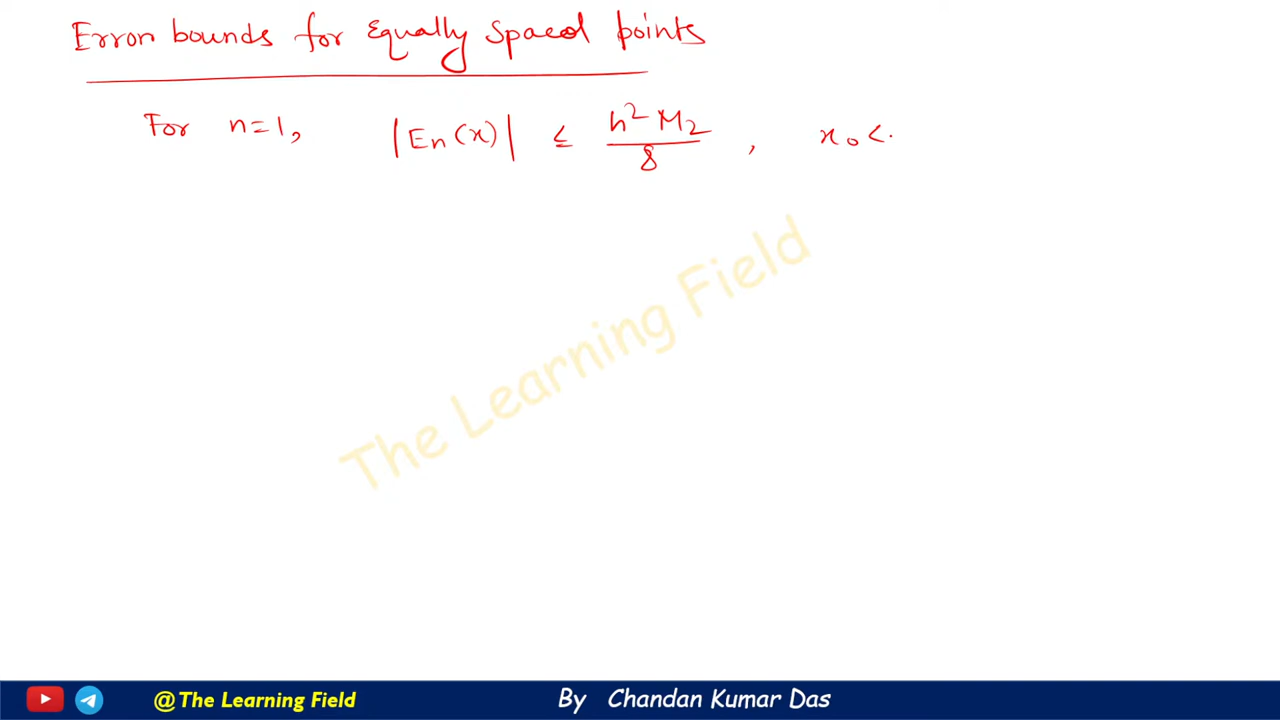 Error bounds for Equally Spaced points
For n=1, |En(x)| ≤ h²M₂/8 , x₀ <
The Learning Field
@The Learning Field By Chandan Kumar Das